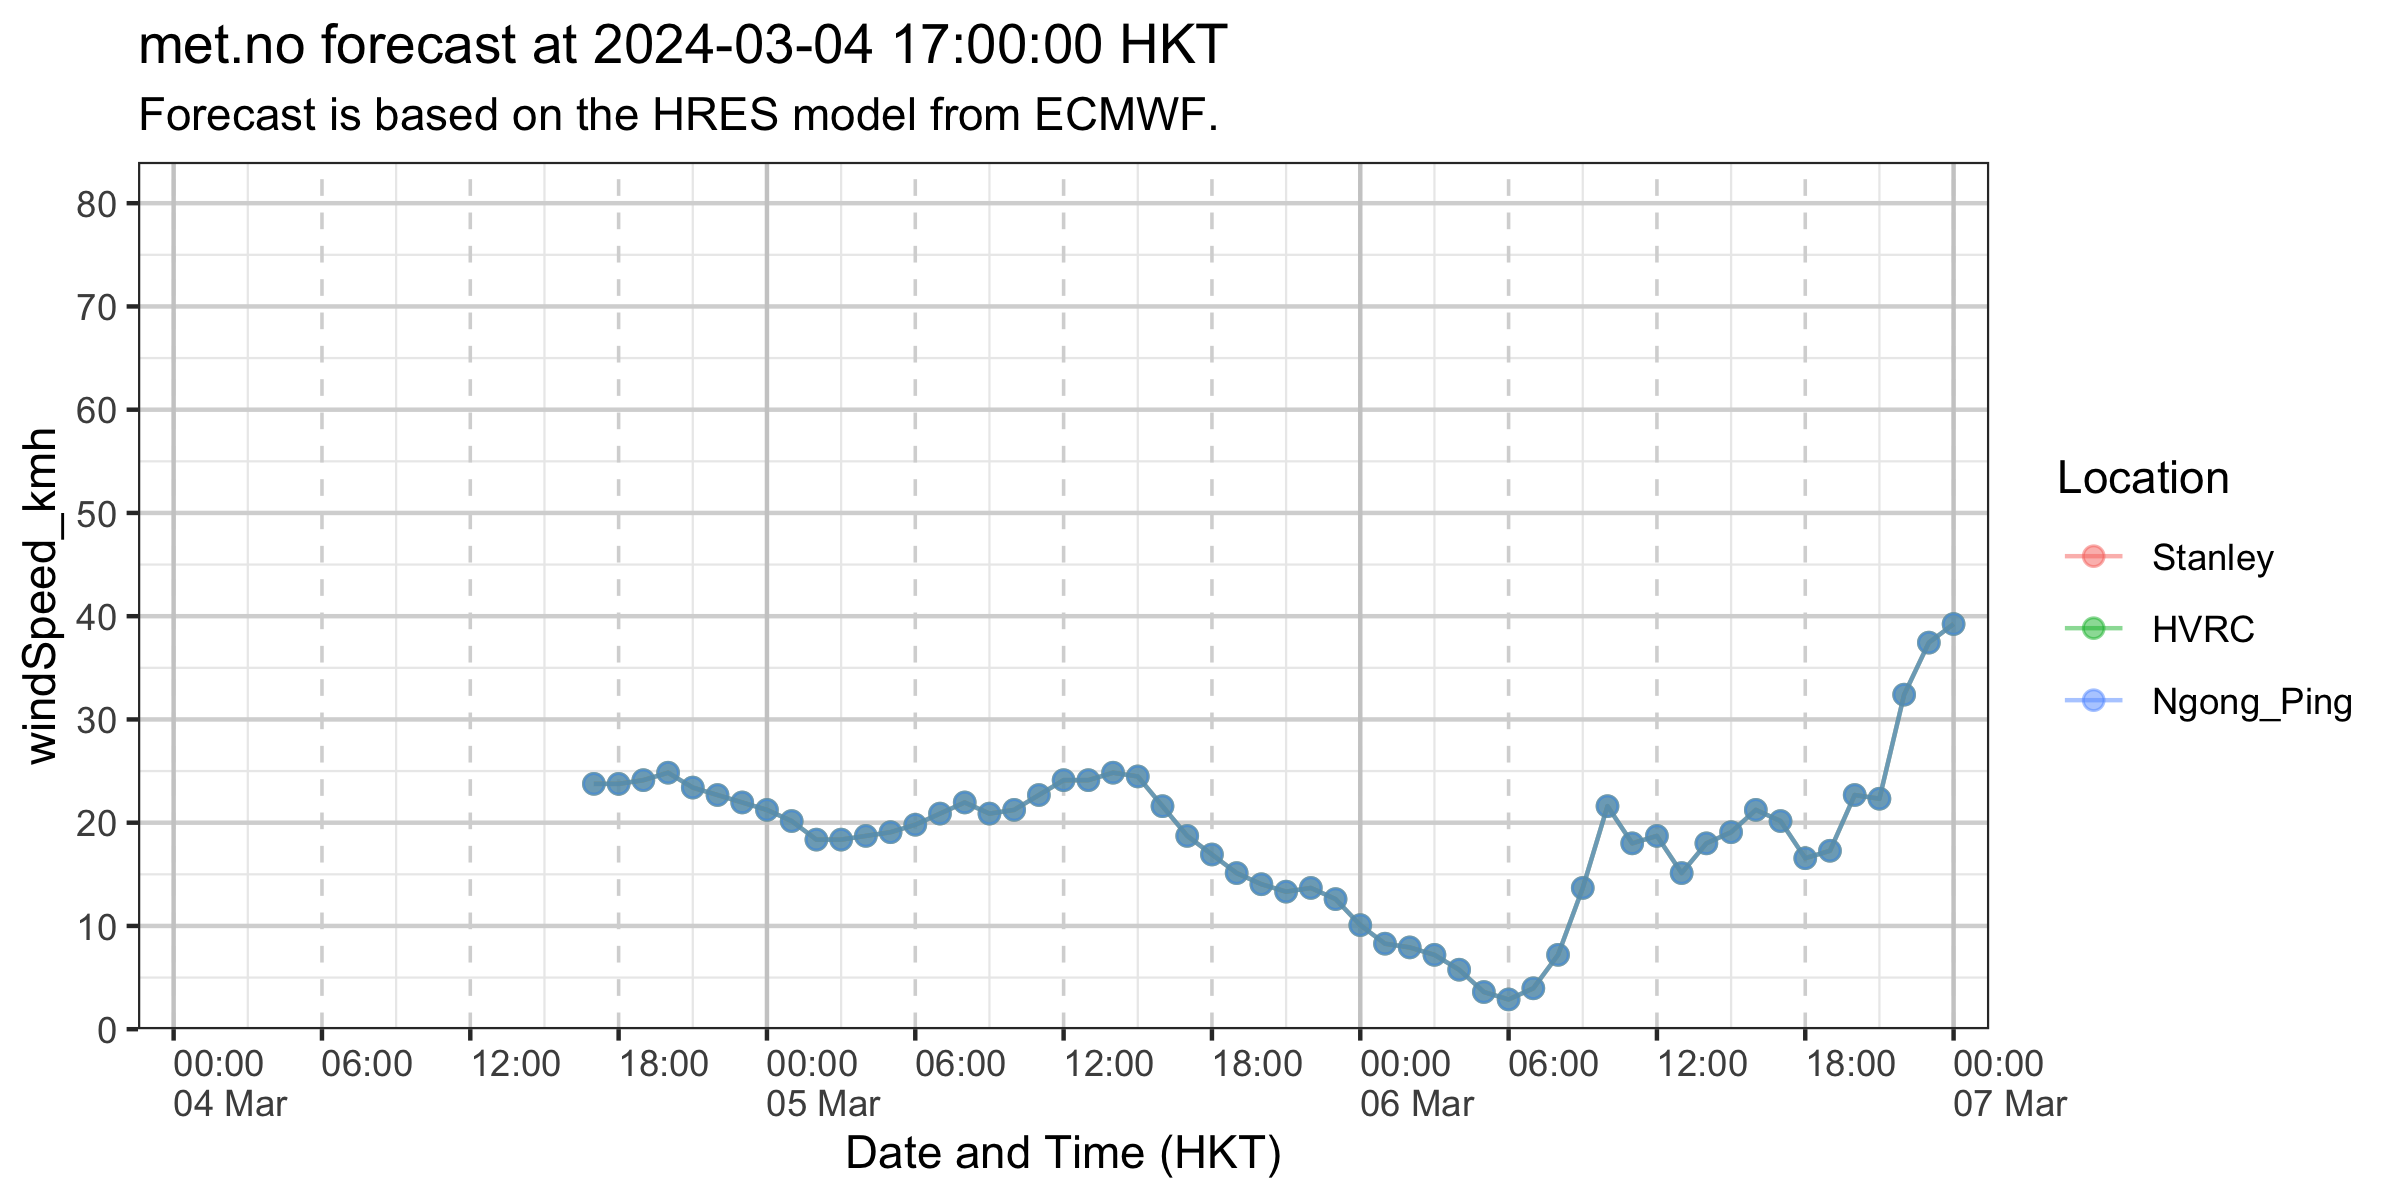 met.no forecast at 2024-03-04 17:00:00 HKT
Forecast is based on the HRES model from ECMWF.
windSpeed_kmh
80
70
60
50
40
30
20
10
0
00:00 06:00 12:00 18:00 00:00 06:00 12:00 18:00 00:00 06:00 12:00 18:00 00:00
04 Mar 05 Mar 06 Mar 07 Mar
Date and Time (HKT)
Location
Stanley
HVRC
Ngong_Ping